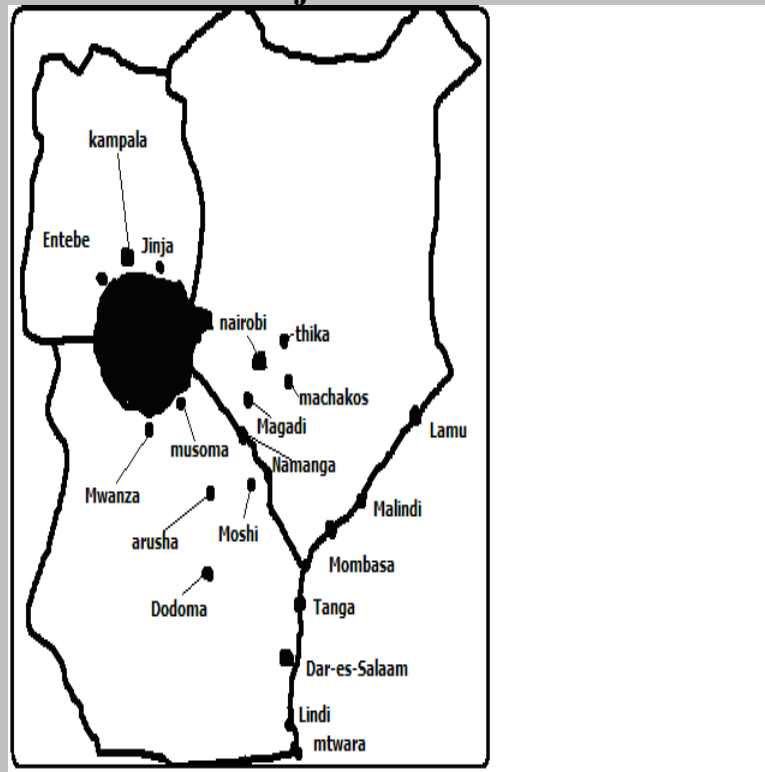 kampala
Entebe
Jinja
nairobi
thika
machakos
Magadi
Lamu
musoma
Namanga
Mwanza
Malindi
arusha
Moshi
Mombasa
Dodoma
Tanga
Dar-es-Salaam
Lindi
mtwara